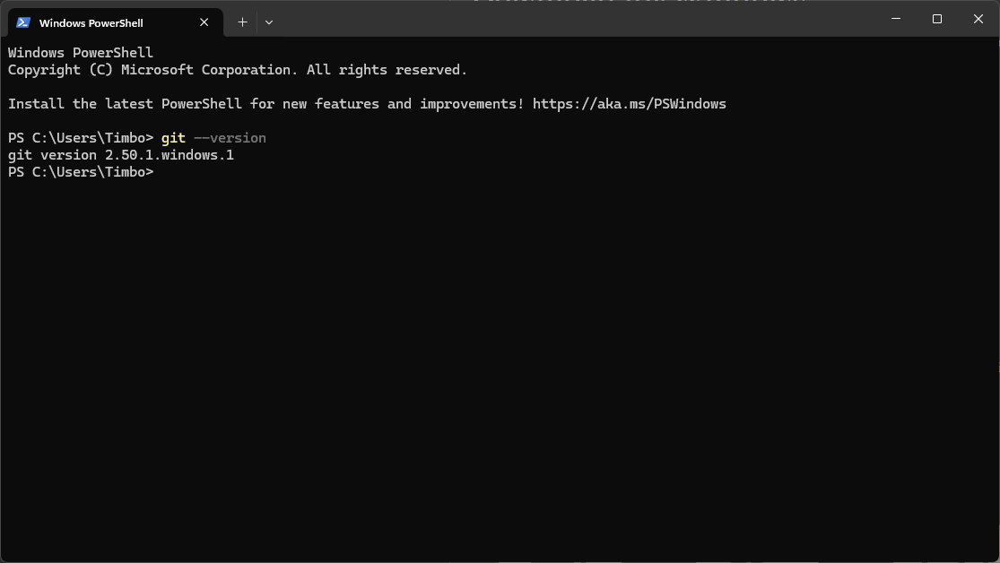 Windows PowerShell
Windows PowerShell
Copyright (C) Microsoft Corporation. All rights reserved.
Install the latest PowerShell for new features and improvements! https://aka.ms/PSWindows
PS C:\Users\Timbo> git --version
git version 2.50.1.windows.1
PS C:\Users\Timbo>